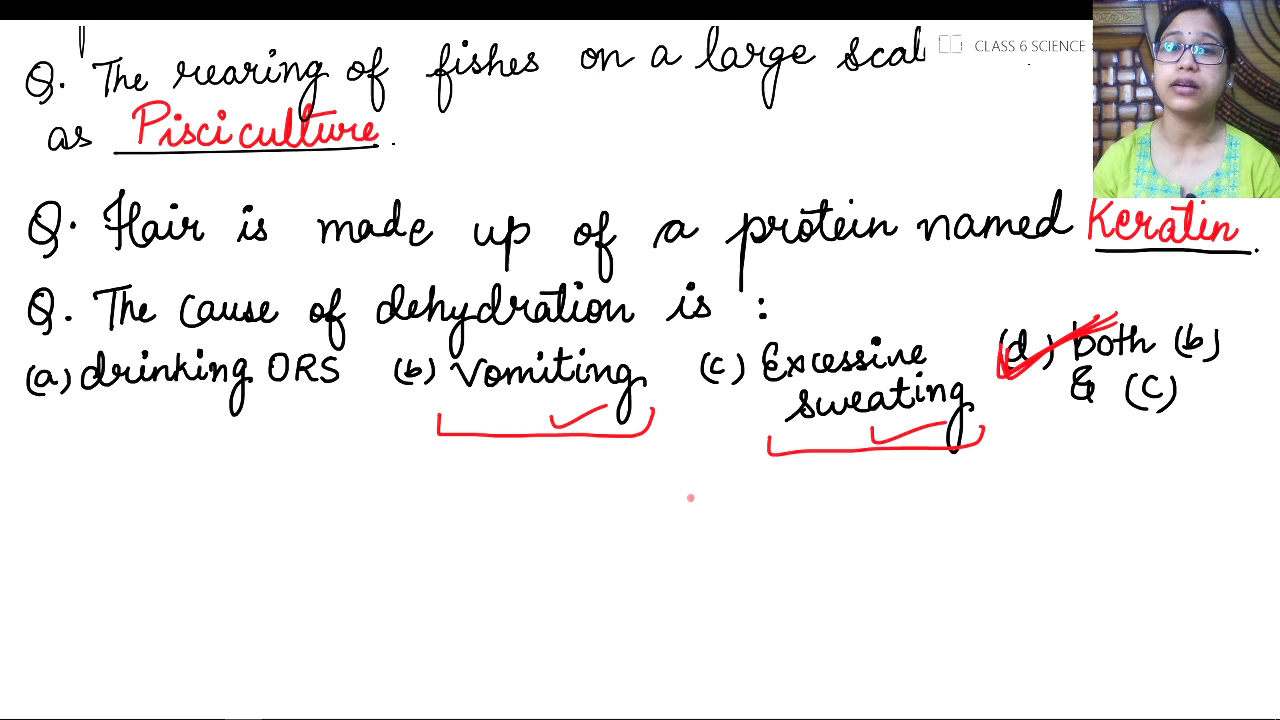 Q. The rearing of fishes on a large scal
CLASS 6 SCIENCE
as Pisciculture.
Q. Hair is made up of a protein named Keratin.
Q. The cause of dehydration is :
(a) drinking ORS (b) Vomiting (c) Excessive sweating (d) both (b) & (C)